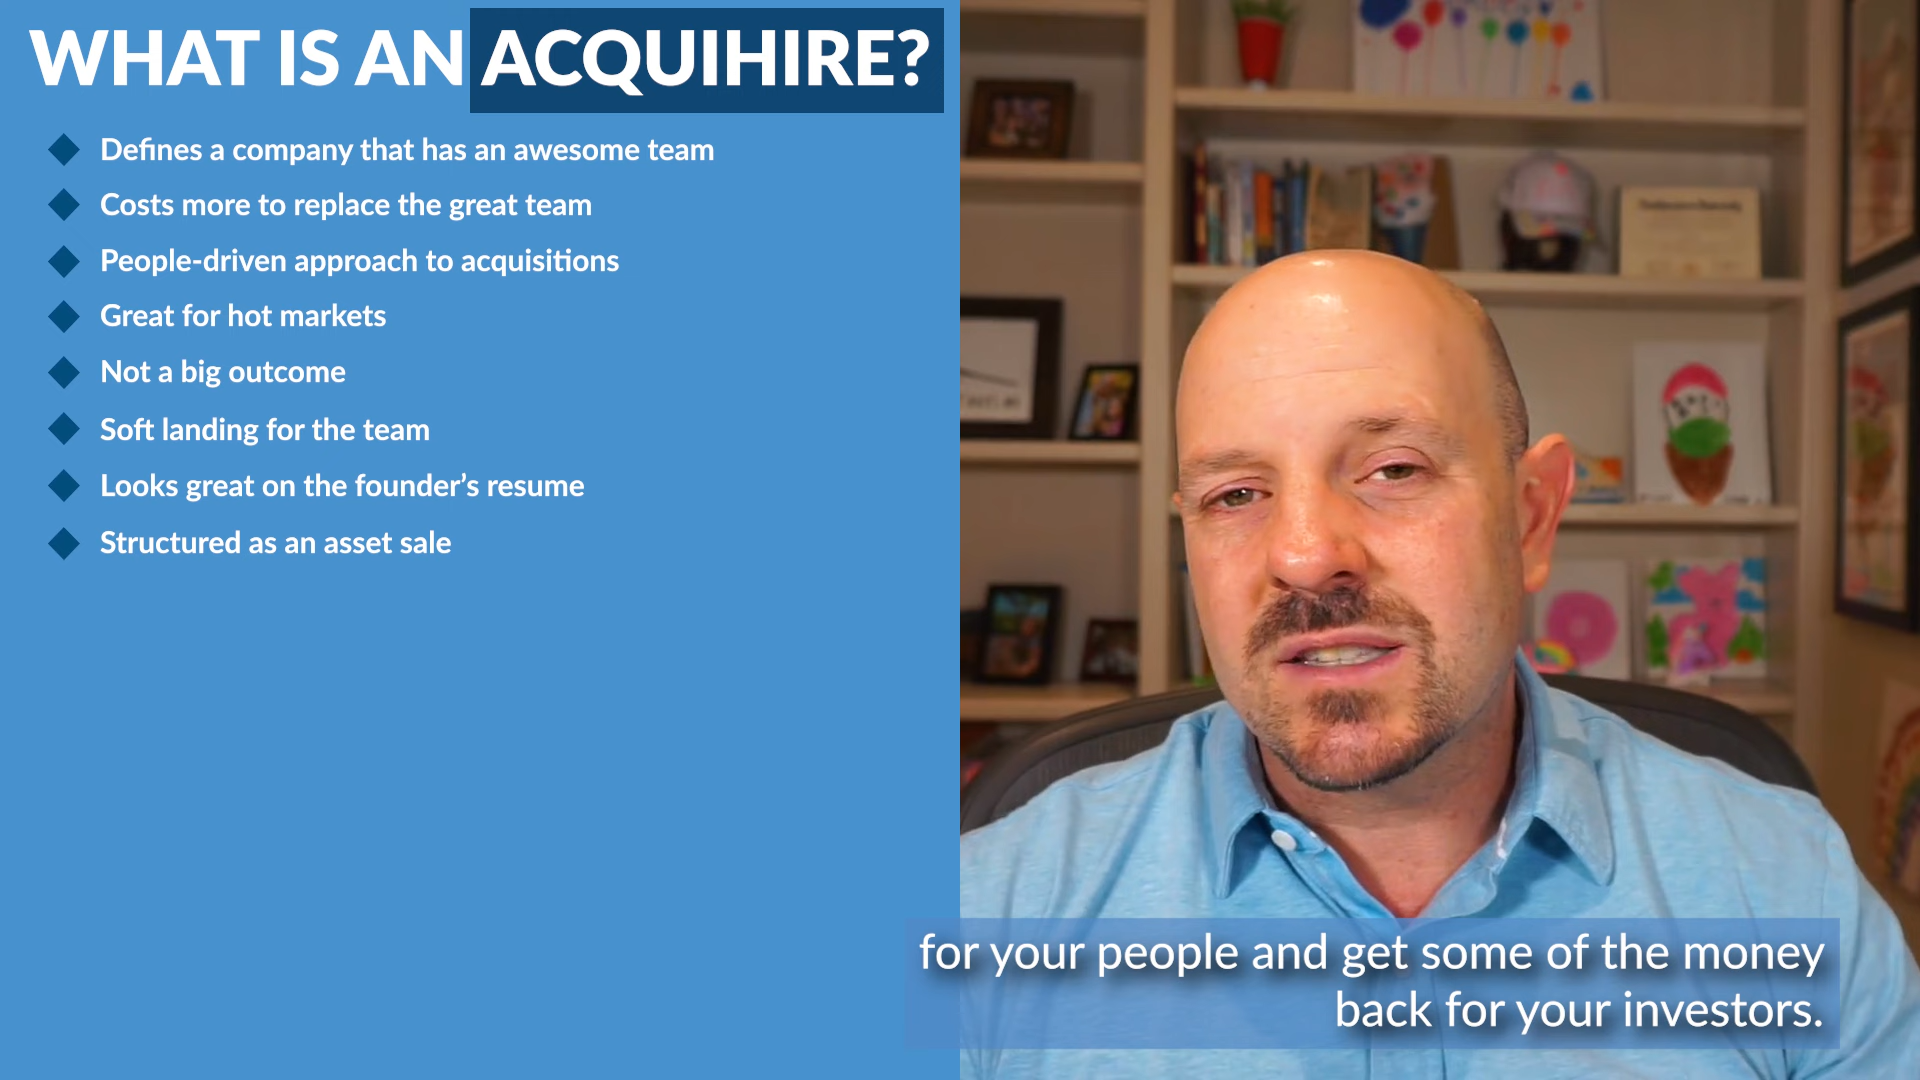 WHAT IS AN ACQUIHIRE?
Defines a company that has an awesome team
Costs more to replace the great team
People-driven approach to acquisitions
Great for hot markets
Not a big outcome
Soft landing for the team
Looks great on the founder’s resume
Structured as an asset sale
for your people and get some of the money
back for your investors.